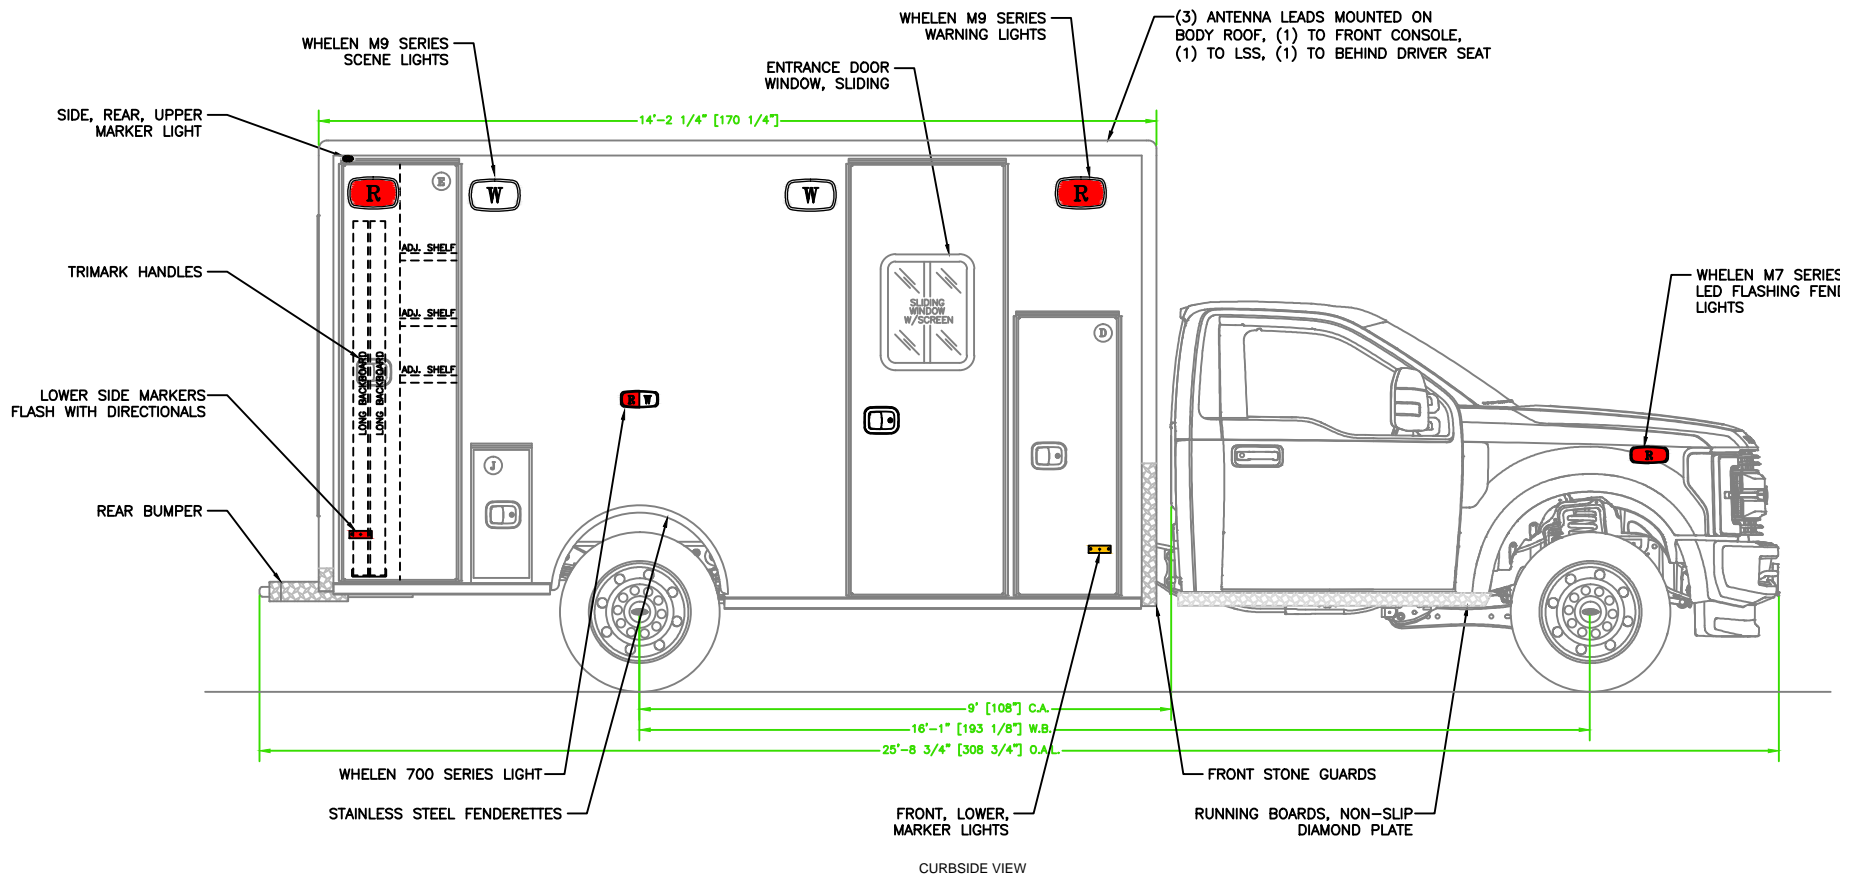 WHELEN M9 SERIES
SCENE LIGHTS
WHELEN M9 SERIES
WARNING LIGHTS
(3) ANTENNA LEADS MOUNTED ON
BODY ROOF, (1) TO FRONT CONSOLE,
(1) TO LSS, (1) TO BEHIND DRIVER SEAT
ENTRANCE DOOR
WINDOW, SLIDING
SIDE, REAR, UPPER
MARKER LIGHT
14'-2 1/4" [170 1/4"]
R
E
W
W
R
ADJ. SHELF
ADJ. SHELF
ADJ. SHELF
TRIMARK HANDLES
SLIDING
WINDOW
W/SCREEN
D
WHELEN M7 SERIES
LED FLASHING FEN
LIGHTS
LONG BACKBOARD
LONG BACKBOARD
LOWER SIDE MARKERS
FLASH WITH DIRECTIONALS
R W
R
J
REAR BUMPER
9' [108"] C.A.
16'-1" [193 1/8"] W.B.
25'-8 3/4" [308 3/4"] O.A.L.
WHELEN 700 SERIES LIGHT
FRONT STONE GUARDS
STAINLESS STEEL FENDERETTES
FRONT, LOWER,
MARKER LIGHTS
RUNNING BOARDS, NON-SLIP
DIAMOND PLATE
CURBSIDE VIEW